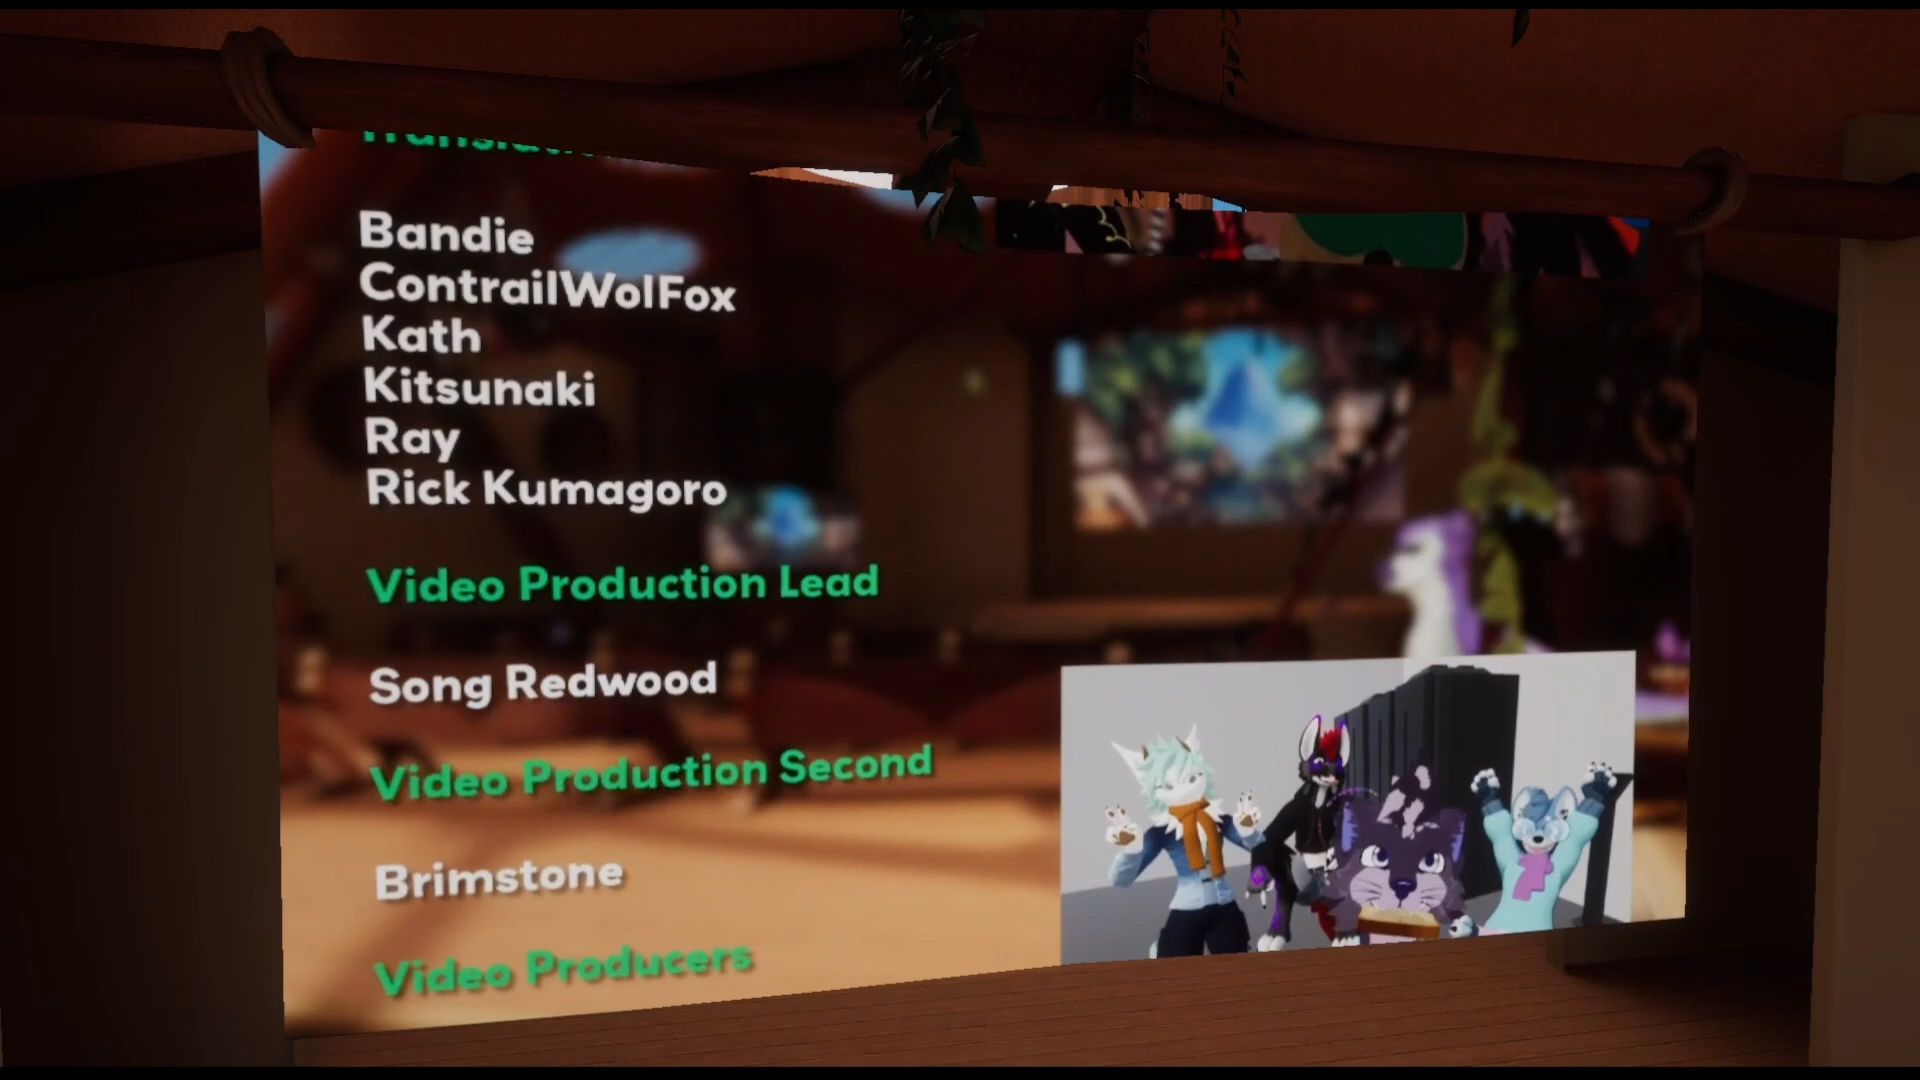 Bandie
ContrailWolFox
Kath
Kitsunaki
Ray
Rick Kumagoro
Video Production Lead
Song Redwood
Video Production Second
Brimstone
Video Producers